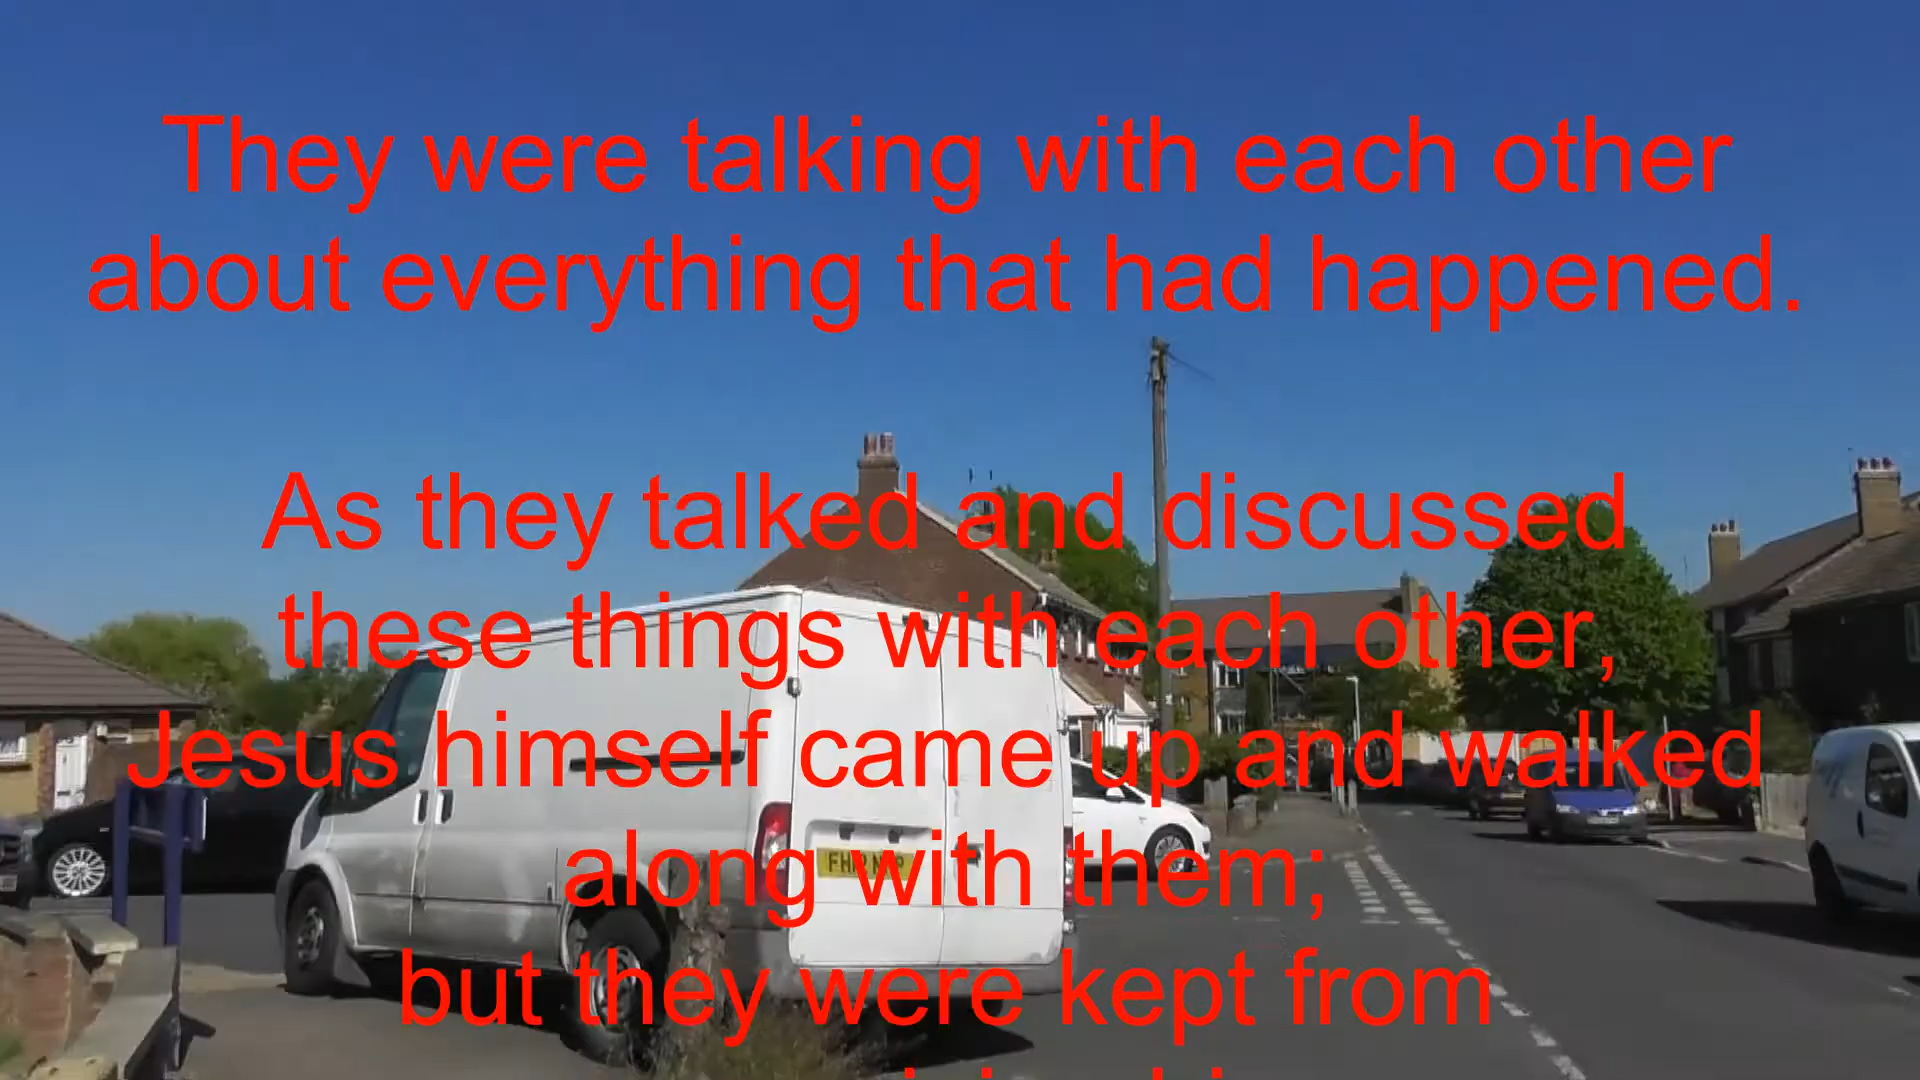 They were talking with each other
about everything that had happened.
As they talked and discussed
these things with each other,
Jesus himself came up and walked
along with them;
but they were kept from